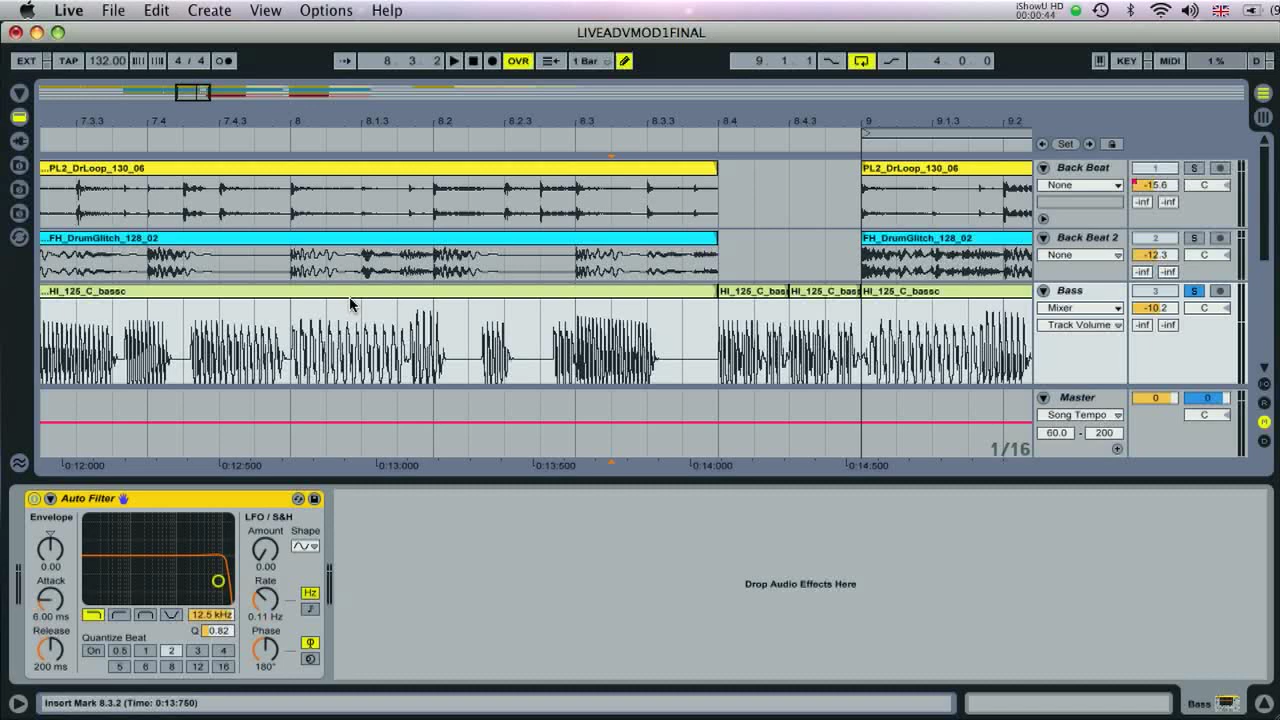 Live File Edit Create View Options Help iShowU HD 00:00:44
LIVEADVMOD1FINAL
EXT TAP 132.00 4 / 4 8 . 3 . 2 OVR 1 Bar 9 . 1 . 1 4 . 0 . 0 KEY MIDI 1 % D
7.3.3 7.4 7.4.3 8 8.1.3 8.2 8.2.3 8.3 8.3.3 8.4 8.4.3 9 9.1.3 9.2
Set
...PL2_DrLoop_130_06 PL2_DrLoop_130_06 Back Beat 1 S
None -15.6 C
-inf -inf
...FH_DrumGlitch_128_02 FH_DrumGlitch_128_02 Back Beat 2 2 S
None -12.3 C
-inf -inf
...HI_125_C_bassc HI_125_C_bas HI_125_C_bas HI_125_C_bassc Bass 3 S
Mixer -10.2 C
Track Volume -inf -inf
Master 0 0
Song Tempo C
60.0 - 200
1/16
0:12:000 0:12:500 0:13:000 0:13:500 0:14:000 0:14:500
R
M
D
Auto Filter
Envelope LFO / S&H
Amount Shape
0.00 0.00
Attack Rate Hz
6.00 ms 12.5 kHz 0.11 Hz
Release Q 0.82 Phase
Quantize Beat
On 0.5 1 2 3 4
200 ms 5 6 8 12 16 180°
Drop Audio Effects Here
Insert Mark 8.3.2 (Time: 0:13:750) Bass